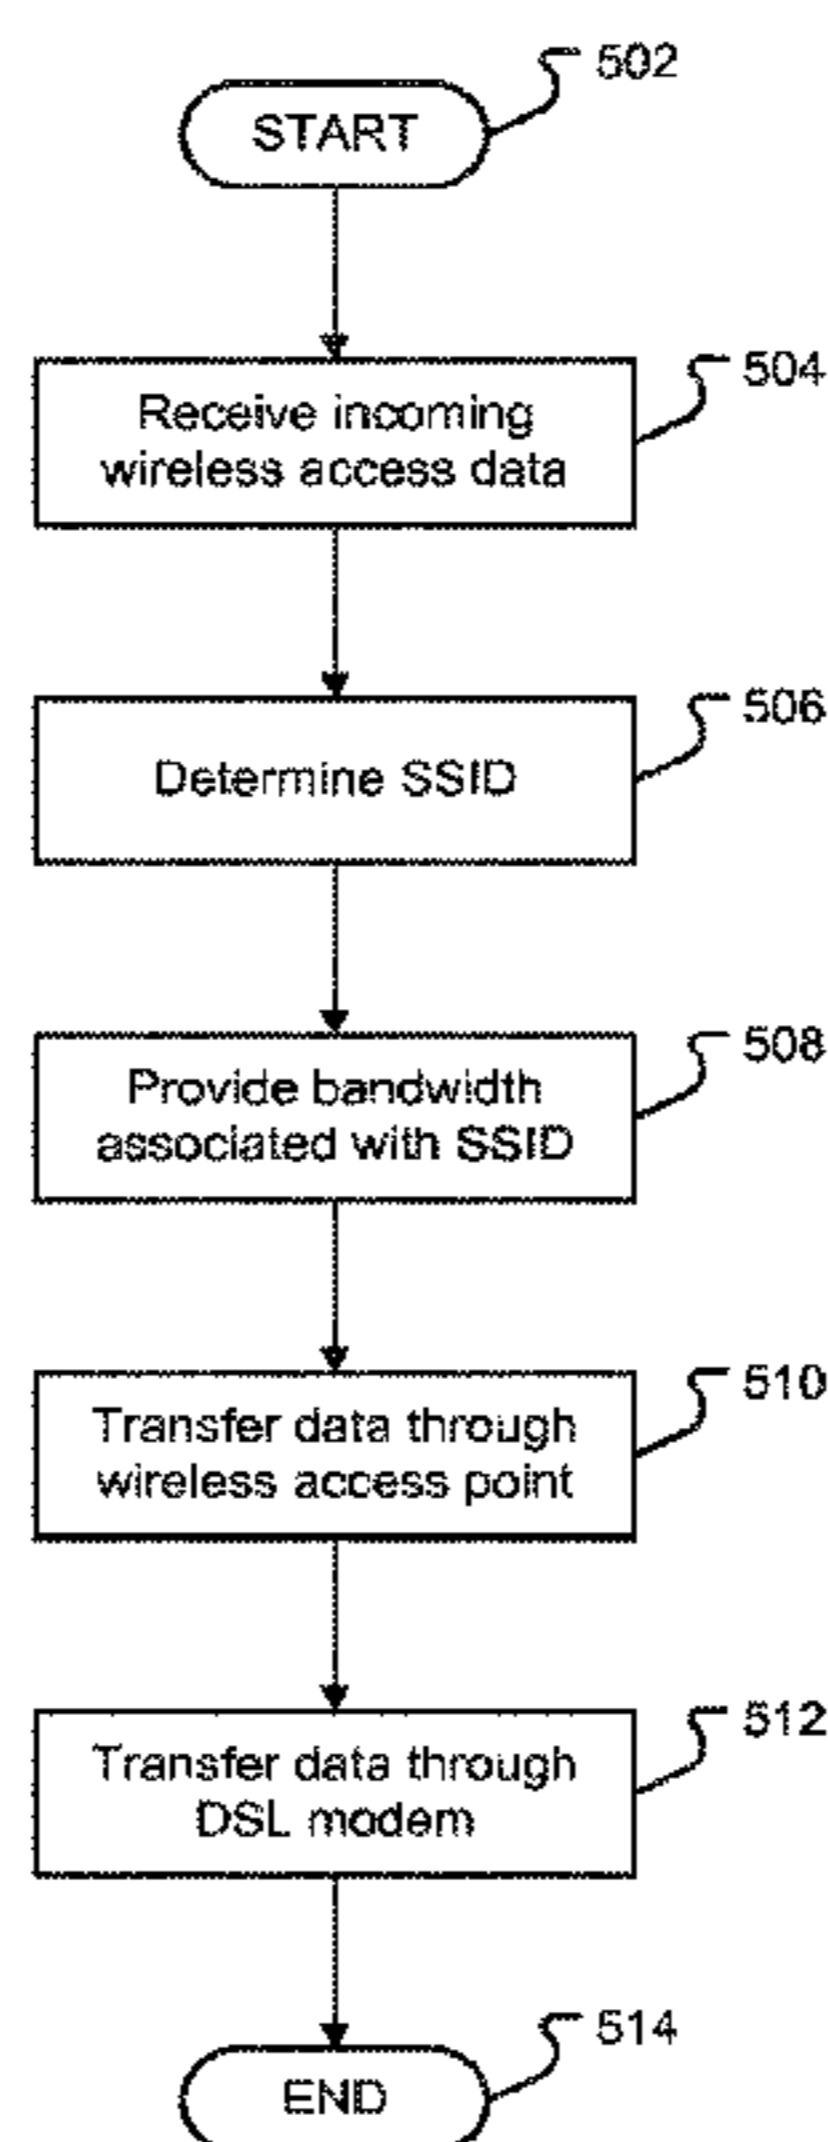 502
START
504
Receive incoming
wireless access data
506
Determine SSID
508
Provide bandwidth
associated with SSID
510
Transfer data through
wireless access point
512
Transfer data through
DSL modem
514
END